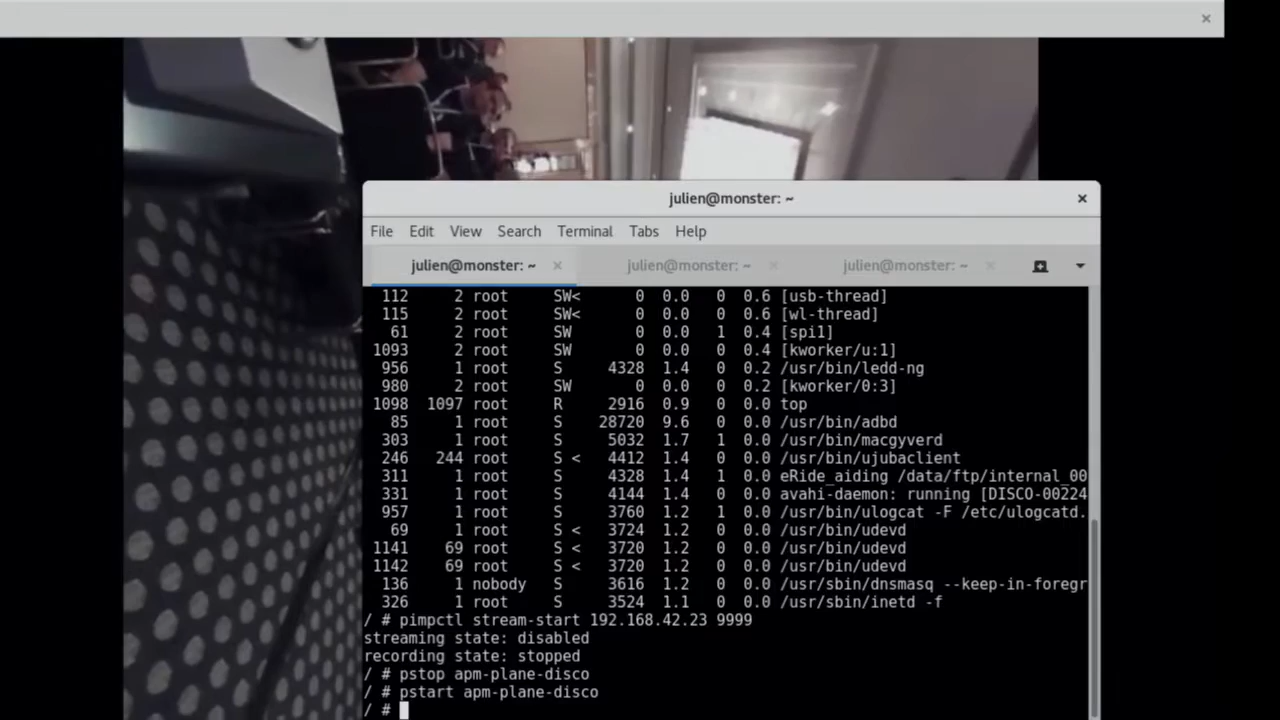 julien@monster: ~
File Edit View Search Terminal Tabs Help
julien@monster: ~ julien@monster: ~ julien@monster: ~
112 2 root SW< 0 0.0 0 0.6 [usb-thread]
115 2 root SW< 0 0.0 0 0.6 [wl-thread]
61 2 root SW 0 0.0 1 0.4 [spi1]
1093 2 root SW 0 0.0 0 0.4 [kworker/u:1]
956 1 root S 4328 1.4 0 0.2 /usr/bin/ledd-ng
980 2 root SW 0 0.0 0 0.2 [kworker/0:3]
1098 1097 root R 2916 0.9 0 0.0 top
85 1 root S 28720 9.6 0 0.0 /usr/bin/adbd
303 1 root S 5032 1.7 1 0.0 /usr/bin/macgyverd
246 244 root S < 4412 1.4 0 0.0 /usr/bin/ujubaclient
311 1 root S 4328 1.4 1 0.0 eRide_aiding /data/ftp/internal_00
331 1 root S 4144 1.4 0 0.0 avahi-daemon: running [DISCO-00224
957 1 root S 3760 1.2 1 0.0 /usr/bin/ulogcat -F /etc/ulogcatd.
69 1 root S < 3724 1.2 0 0.0 /usr/bin/udevd
1141 69 root S < 3720 1.2 0 0.0 /usr/bin/udevd
1142 69 root S < 3720 1.2 0 0.0 /usr/bin/udevd
136 1 nobody S 3616 1.2 0 0.0 /usr/sbin/dnsmasq --keep-in-foregr
326 1 root S 3524 1.1 0 0.0 /usr/sbin/inetd -f
/ # pimpctl stream-start 192.168.42.23 9999
streaming state: disabled
recording state: stopped
/ # pstop apm-plane-disco
/ # pstart apm-plane-disco
/ #